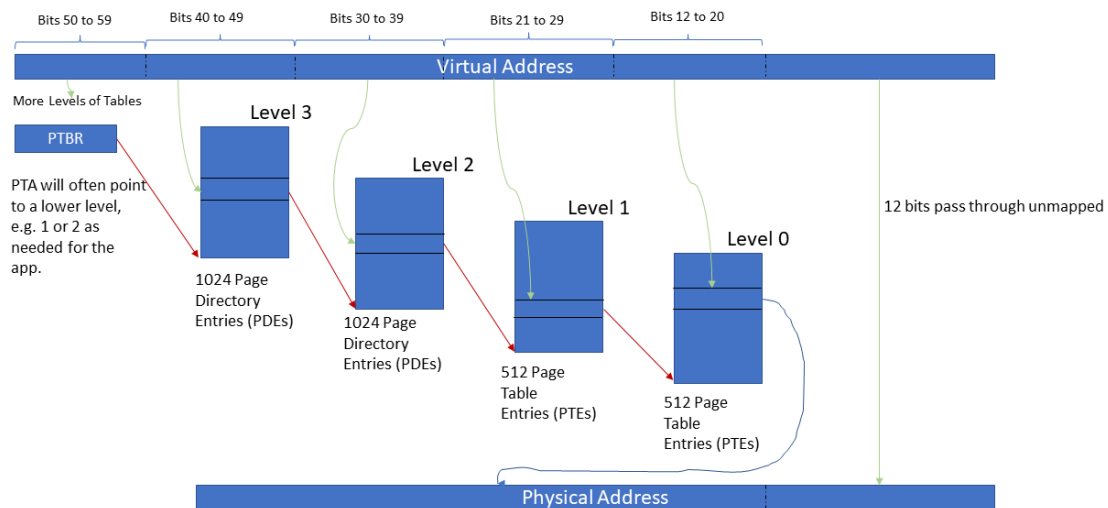 Bits 50 to 59
Bits 40 to 49
Bits 30 to 39
Bits 21 to 29
Bits 12 to 20
Virtual Address
More Levels of Tables
PTBR
PTA will often point
to a lower level,
e.g. 1 or 2 as
needed for the
app.
Level 3
1024 Page
Directory
Entries (PDEs)
Level 2
1024 Page
Directory
Entries (PDEs)
Level 1
512 Page
Table
Entries (PTEs)
Level 0
512 Page
Table
Entries (PTEs)
12 bits pass through unmapped
Physical Address